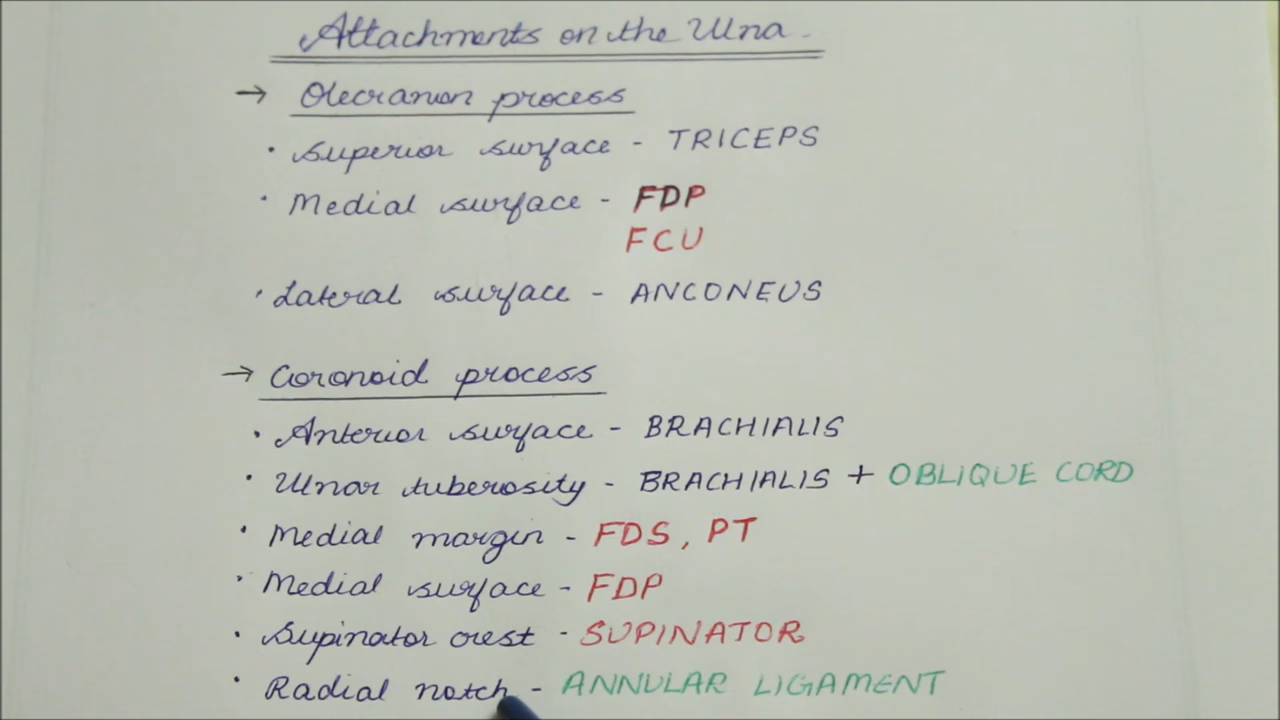 Attachments on the Ulna.
→ Olecranon process
· Superior surface - TRICEPS
· Medial surface - FDP
FCU
· Lateral surface - ANCONEUS
→ Coronoid process
· Anterior surface - BRACHIALIS
· Ulnar tuberosity - BRACHIALIS + OBLIQUE CORD
· Medial margin - FDS, PT
· Medial surface - FDP
· Supinator crest - SUPINATOR
· Radial notch - ANNULAR LIGAMENT